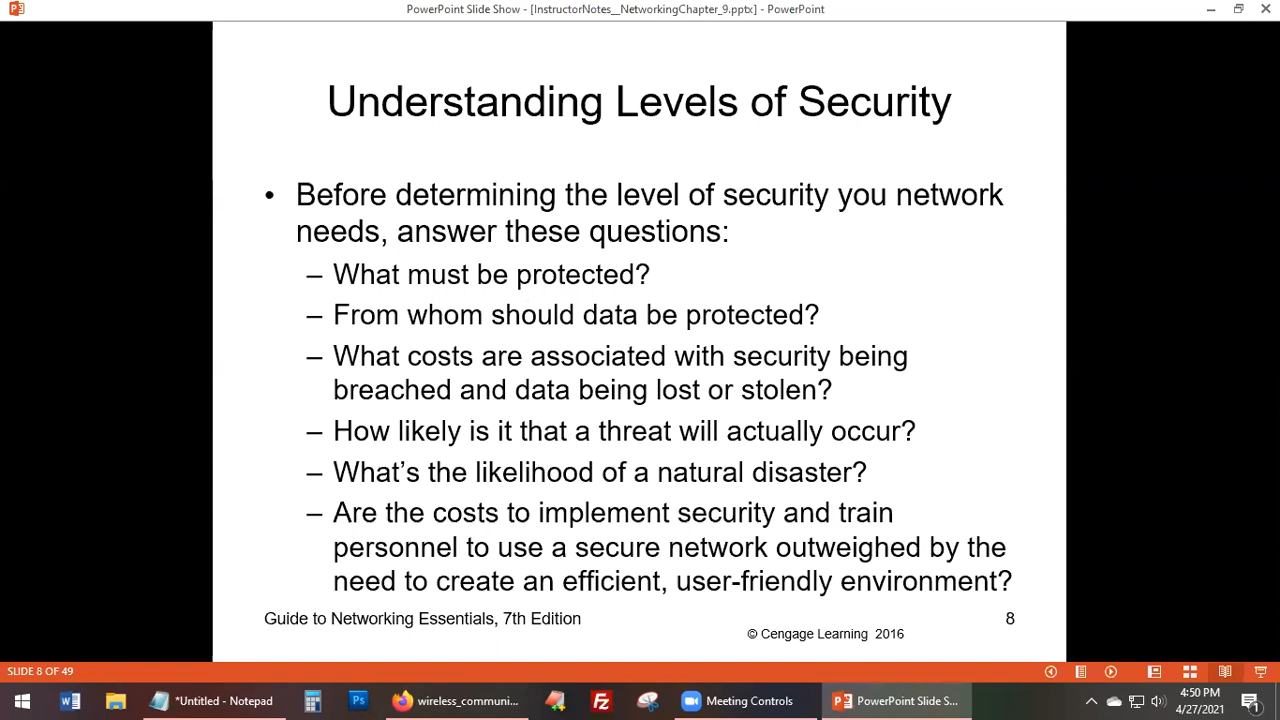 PowerPoint Slide Show - [InstructorNotes__NetworkingChapter_9.pptx] - PowerPoint
Understanding Levels of Security
• Before determining the level of security you network
needs, answer these questions:
– What must be protected?
– From whom should data be protected?
– What costs are associated with security being
breached and data being lost or stolen?
– How likely is it that a threat will actually occur?
– What’s the likelihood of a natural disaster?
– Are the costs to implement security and train
personnel to use a secure network outweighed by the
need to create an efficient, user-friendly environment?
Guide to Networking Essentials, 7th Edition
8
© Cengage Learning 2016
SLIDE 8 OF 49
*Untitled - Notepad
Ps
wireless_communi...
Fz
Meeting Controls
PowerPoint Slide S...
4:50 PM
4/27/2021
1